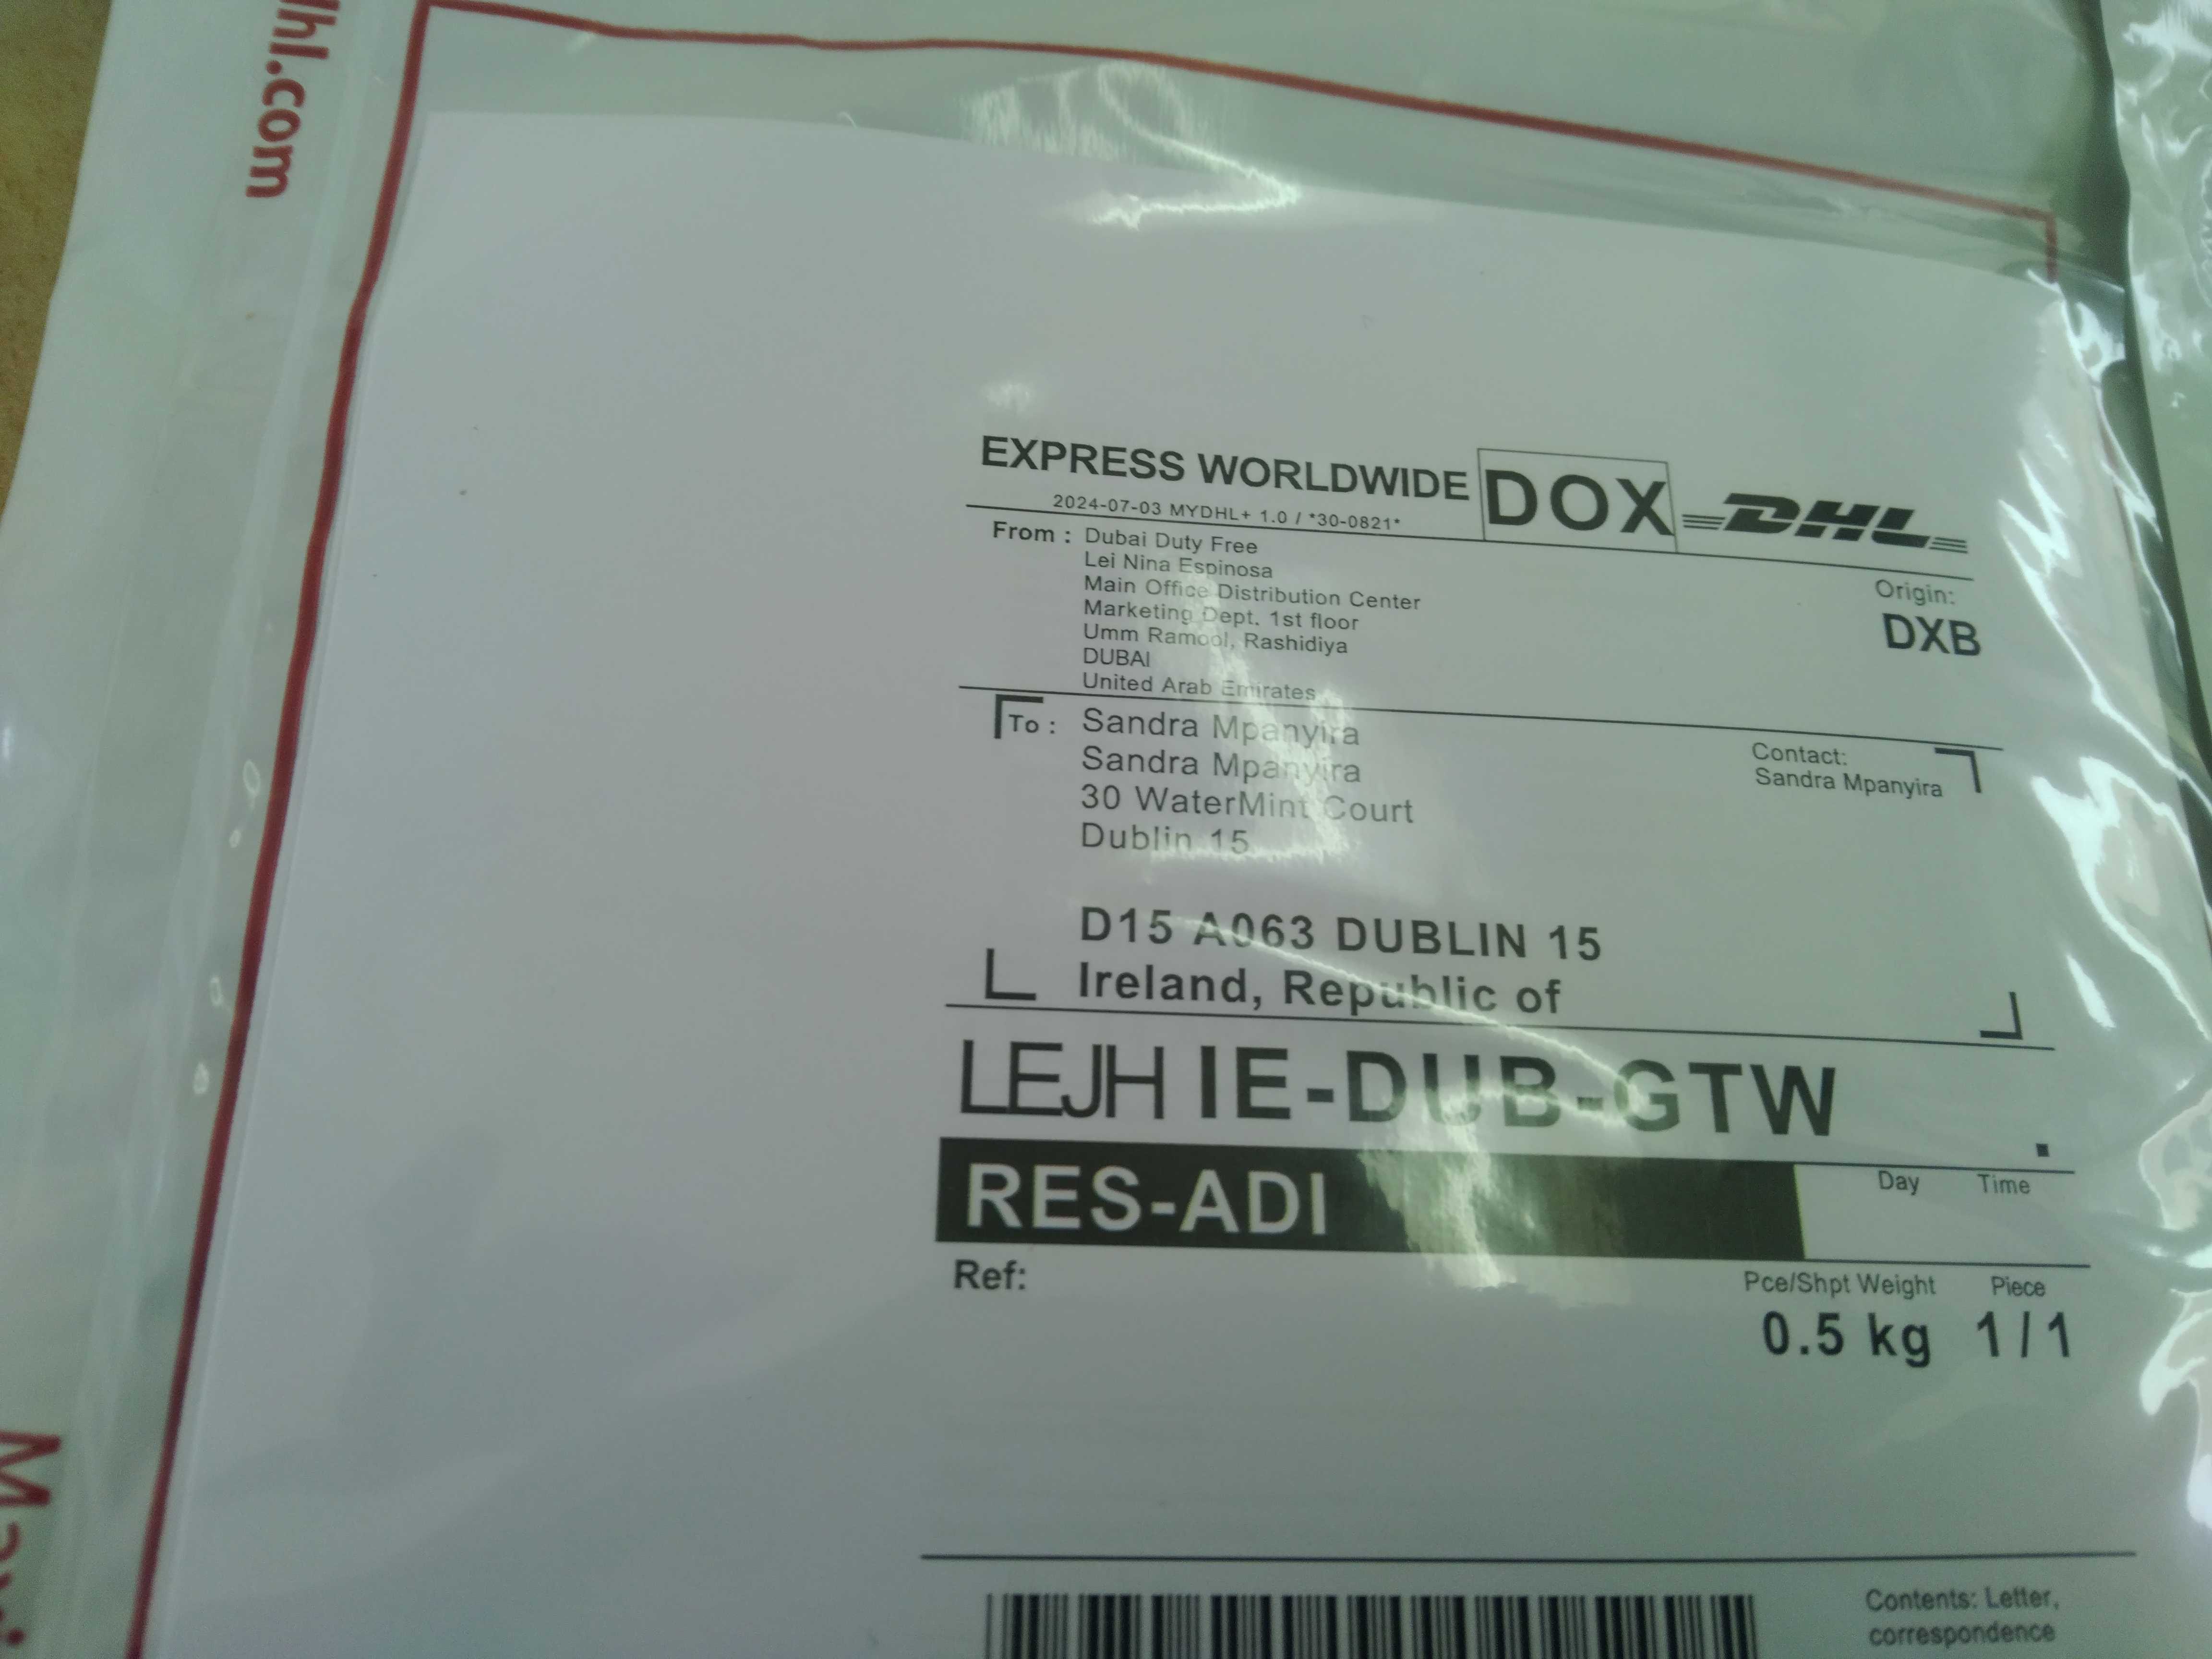 dhl.com
EXPRESS WORLDWIDE DOX DHL
2024-07-03 MYDHL+ 1.0 / *30-0821*
From : Dubai Duty Free
Lei Nina Espinosa
Main Office Distribution Center
Marketing Dept. 1st floor
Umm Ramool, Rashidiya
DUBAI
United Arab Emirates
Origin:
DXB
To : Sandra Mpanyira
Sandra Mpanyira
30 WaterMint Court
Dublin 15
Contact:
Sandra Mpanyira
D15 A063 DUBLIN 15
Ireland, Republic of
LEJH IE-DUB-GTW
RES-ADI
Day Time
Ref:
Pce/Shpt Weight Piece
0.5 kg 1/1
Contents: Letter,
correspondence